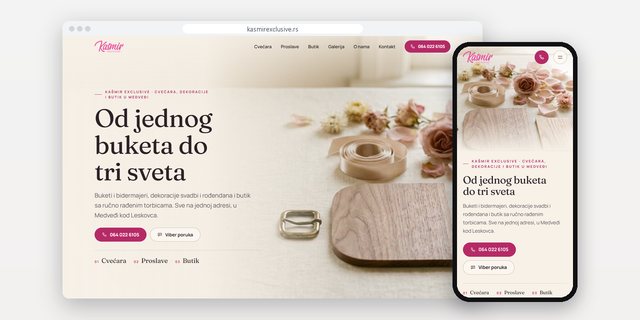 kasmirexclusive.rs
Kašmir
Cvećara Proslave Butik Galerija O nama Kontakt 064 022 6105
KAŠMIR EXCLUSIVE · CVEĆARA, DEKORACIJE
I BUTIK U MEDVEĐI
Od jednog
buketa do
tri sveta
Buketi i bidermajeri, dekoracije svadbi i rođendana i butik
sa ručno rađenim torbicama. Sve na jednoj adresi, u
Medveđi kod Leskovca.
064 022 6105 Viber poruka
01 Cvećara 02 Proslave 03 Butik
Kašmir
KAŠMIR EXCLUSIVE · CVEĆARA,
DEKORACIJE I BUTIK U MEDVEĐI
Od jednog buketa
do tri sveta
Buketi i bidermajeri, dekoracije svadbi i
rođendana i butik sa ručno rađenim
torbicama. Sve na jednoj adresi, u Medveđi
kod Leskovca.
064 022 6105
Viber poruka
01 Cvećara 02 Proslave 03 Butik